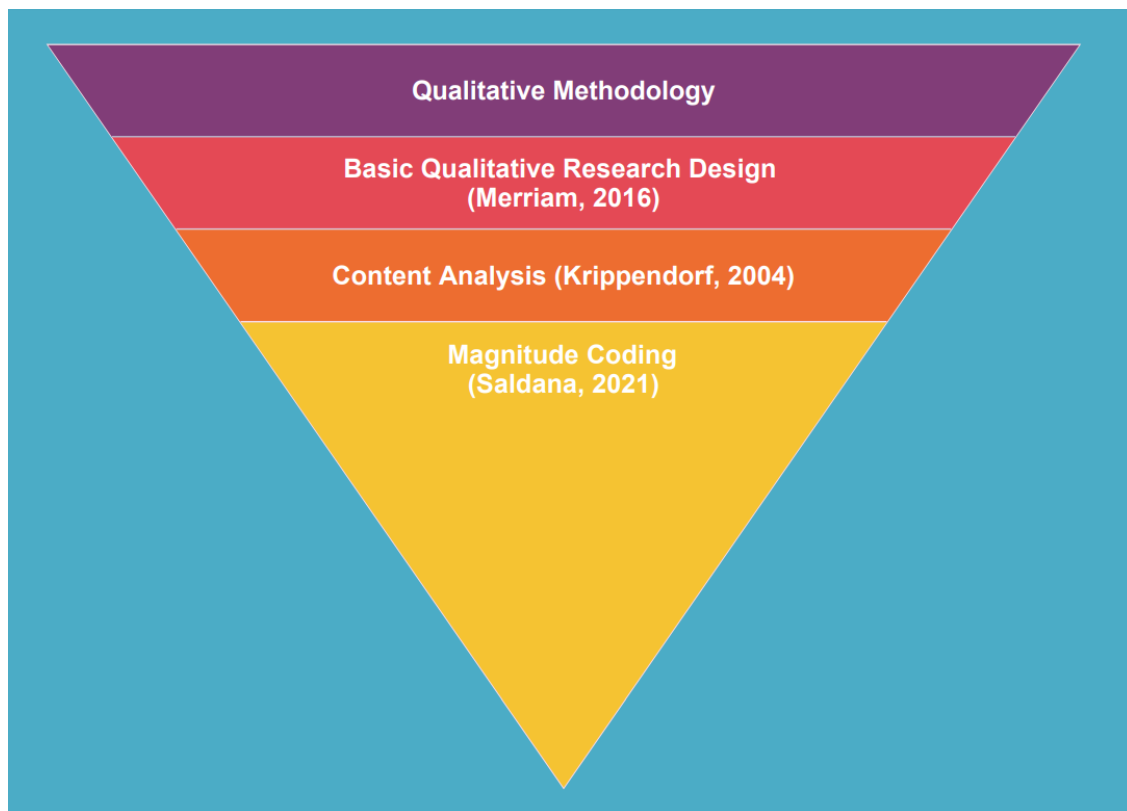 Qualitative Methodology
Basic Qualitative Research Design
(Merriam, 2016)
Content Analysis (Krippendorf, 2004)
Magnitude Coding
(Saldana, 2021)